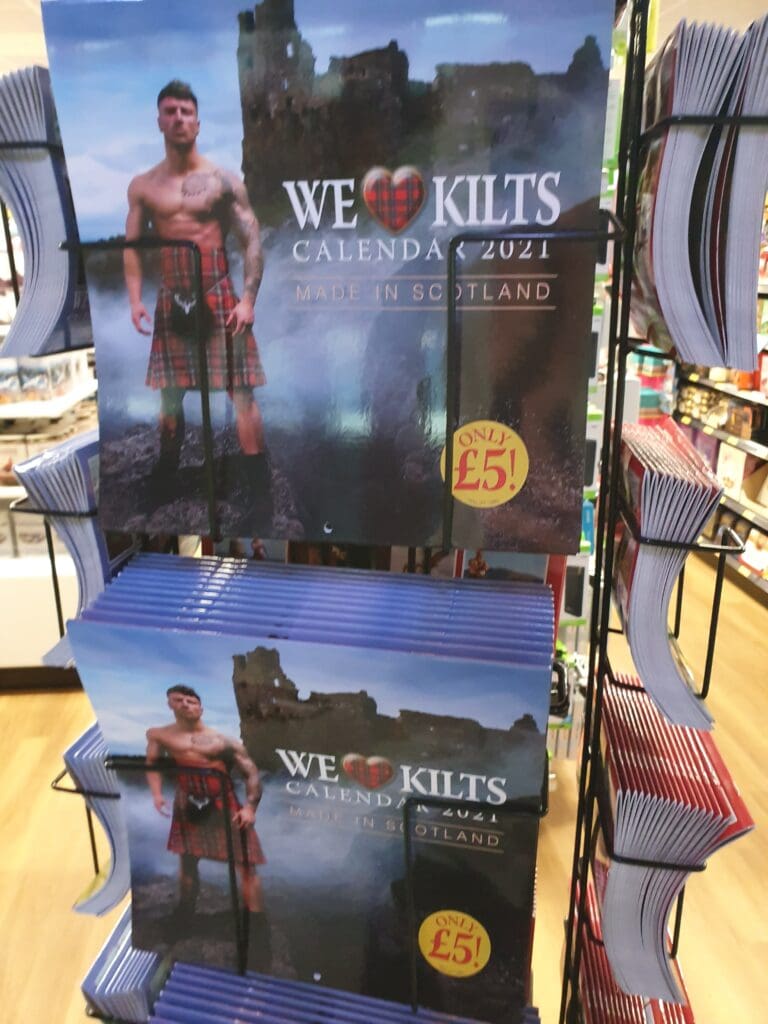 WE KILTS
CALENDAR 2021
MADE IN SCOTLAND
ONLY
£5!
WE KILTS
CALENDAR 2021
MADE IN SCOTLAND
ONLY
£5!